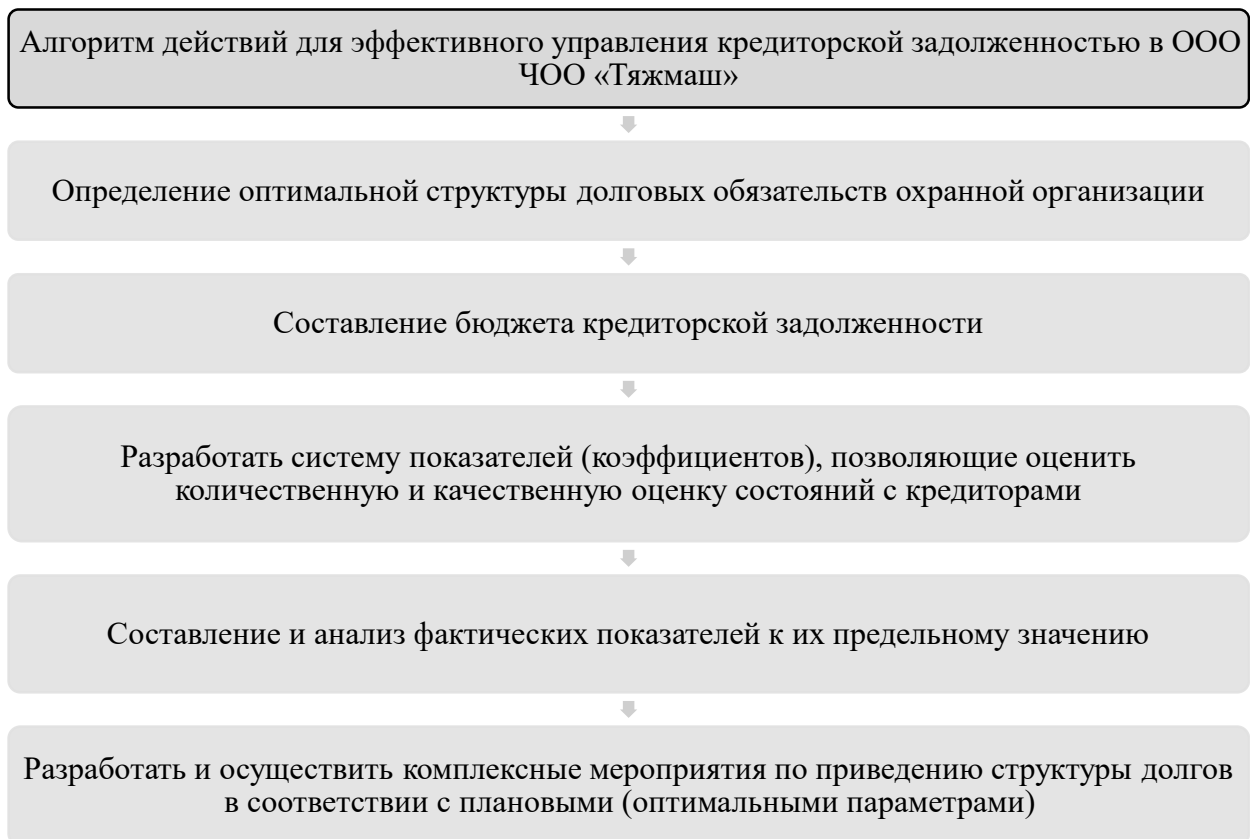 Алгоритм действий для эффективного управления кредиторской задолженностью в ООО
ЧОО «Тяжмаш»
Определение оптимальной структуры долговых обязательств охранной организации
Составление бюджета кредиторской задолженности
Разработать систему показателей (коэффициентов), позволяющие оценить
количественную и качественную оценку состояний с кредиторами
Составление и анализ фактических показателей к их предельному значению
Разработать и осуществить комплексные мероприятия по приведению структуры долгов
в соответствии с плановыми (оптимальными параметрами)